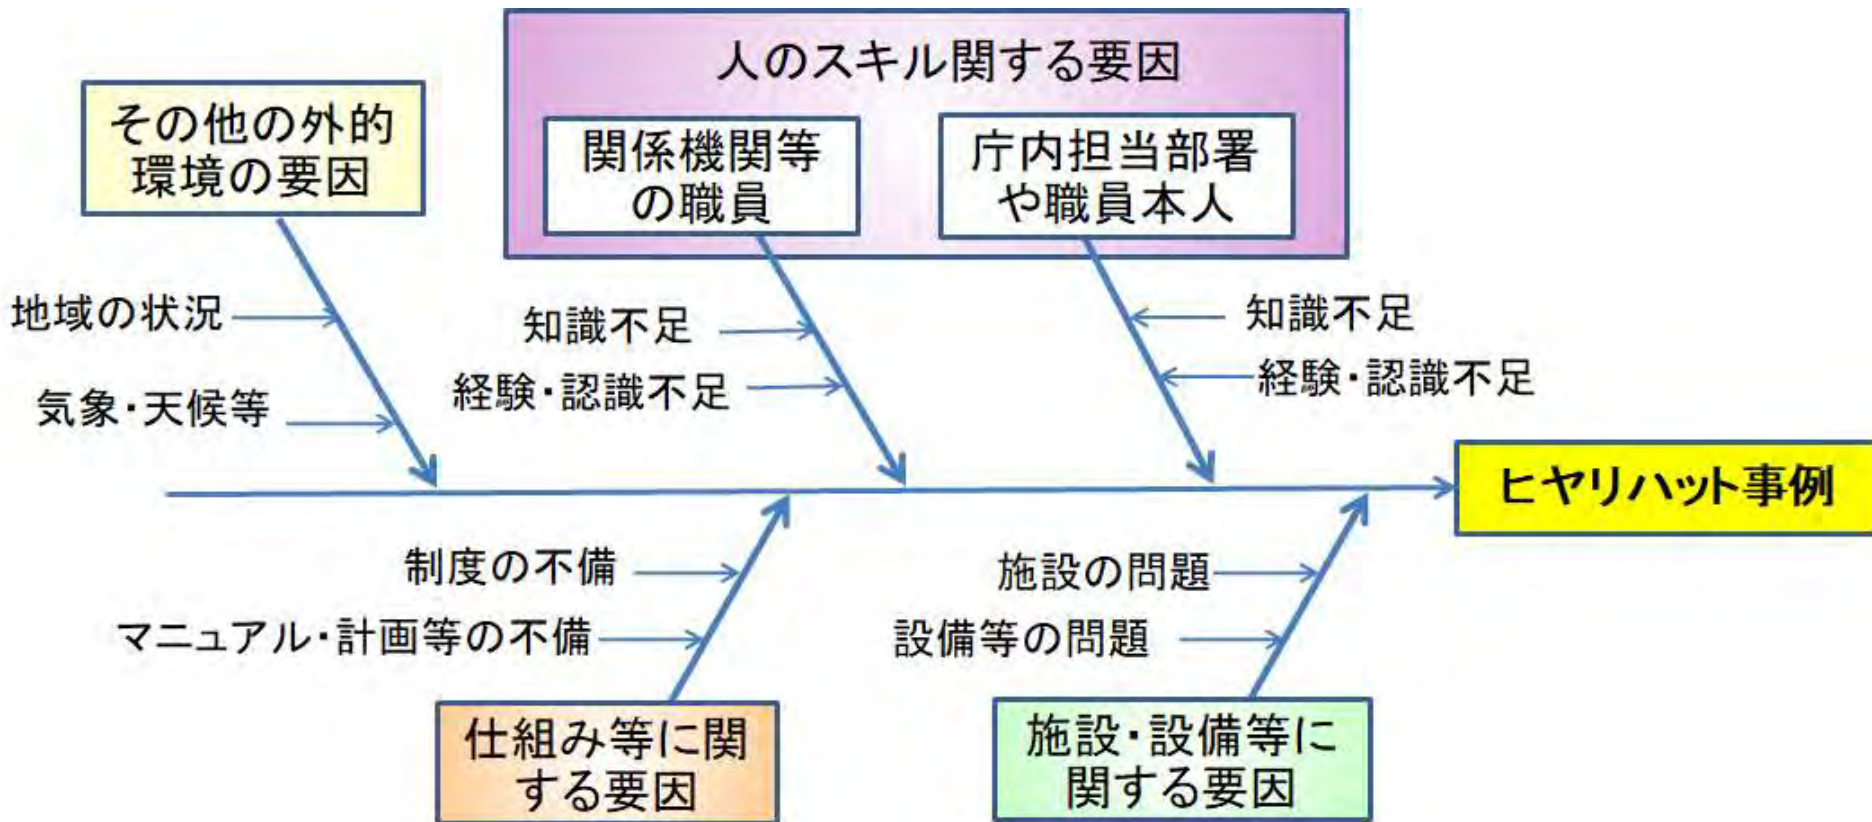 人のスキル関する要因
その他の外的
環境の要因
関係機関等
の職員
庁内担当部署
や職員本人
地域の状況
気象・天候等
知識不足
経験・認識不足
知識不足
経験・認識不足
ヒヤリハット事例
制度の不備
マニュアル・計画等の不備
施設の問題
設備等の問題
仕組み等に関
する要因
施設・設備等に
関する要因